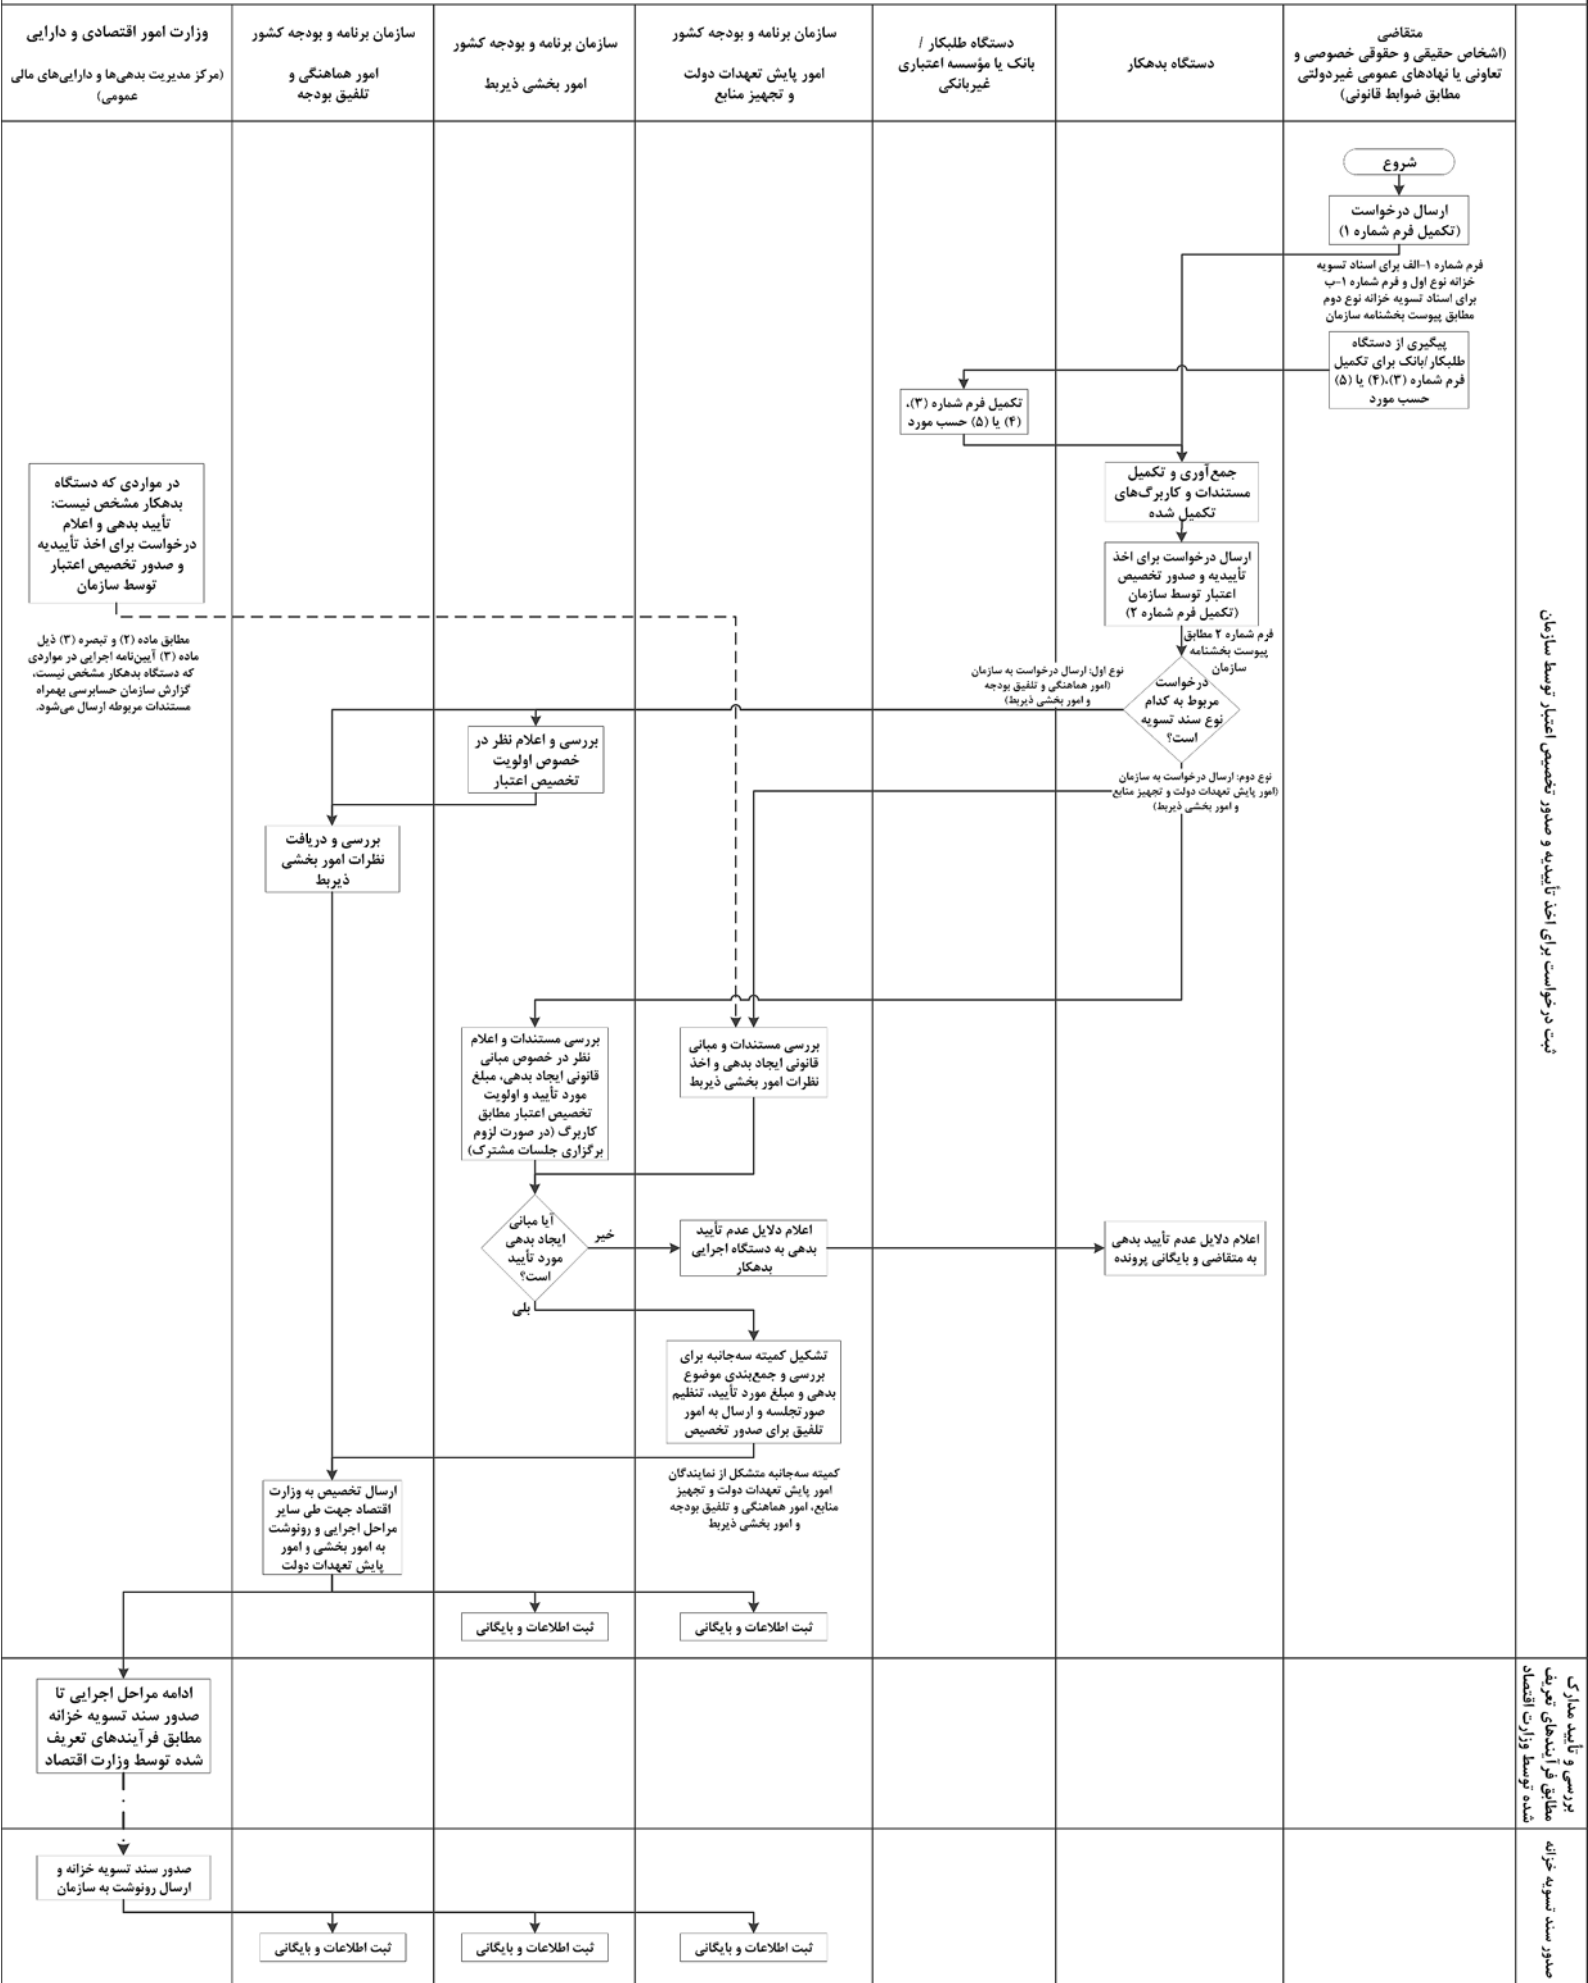 متقاضی
(اشخاص حقیقی و حقوقی خصوصی و
تعاونی یا نهادهای عمومی غیردولتی
مطابق ضوابط قانونی)
دستگاه بدهکار
دستگاه طلبکار /
بانک یا مؤسسه اعتباری
غیربانکی
سازمان برنامه و بودجه کشور
امور پایش تعهدات دولت
و تجهیز منابع
سازمان برنامه و بودجه کشور
امور بخشی ذیربط
سازمان برنامه و بودجه کشور
امور هماهنگی و
تلفیق بودجه
وزارت امور اقتصادی و دارایی
(مرکز مدیریت بدهی‌ها و دارایی‌های مالی
عمومی)
ثبت درخواست برای اخذ تأییدیه و صدور تخصیص اعتبار توسط سازمان
شروع
ارسال درخواست
(تکمیل فرم شماره ۱)
فرم شماره ۱-الف برای اسناد تسویه
خزانه نوع اول و فرم شماره ۱-ب
برای اسناد تسویه خزانه نوع دوم
مطابق پیوست بخشنامه سازمان
پیگیری از دستگاه
طلبکار/بانک برای تکمیل
فرم شماره (۳)،(۴) یا (۵)
حسب مورد
تکمیل فرم شماره (۳)،
(۴) یا (۵) حسب مورد
جمع‌آوری و تکمیل
مستندات و کاربرگ‌های
تکمیل شده
ارسال درخواست برای اخذ
تأییدیه و صدور تخصیص
اعتبار توسط سازمان
(تکمیل فرم شماره ۲)
فرم شماره ۲ مطابق
پیوست بخشنامه
سازمان
درخواست
مربوط به کدام
نوع سند تسویه
است؟
در مواردی که دستگاه
بدهکار مشخص نیست:
تأیید بدهی و اعلام
درخواست برای اخذ تأییدیه
و صدور تخصیص اعتبار
توسط سازمان
مطابق ماده (۲) و تبصره (۳) ذیل
ماده (۳) آیین‌نامه اجرایی در مواردی
که دستگاه بدهکار مشخص نیست،
گزارش سازمان حسابرسی بهمراه
مستندات مربوطه ارسال می‌شود.
نوع اول: ارسال درخواست به سازمان
(امور هماهنگی و تلفیق بودجه
و امور بخشی ذیربط)
نوع دوم: ارسال درخواست به سازمان
(امور پایش تعهدات دولت و تجهیز منابع
و امور بخشی ذیربط)
بررسی و اعلام نظر در
خصوص اولویت
تخصیص اعتبار
بررسی و دریافت
نظرات امور بخشی
ذیربط
بررسی مستندات و مبانی
قانونی ایجاد بدهی و اخذ
نظرات امور بخشی ذیربط
بررسی مستندات و اعلام
نظر در خصوص مبانی
قانونی ایجاد بدهی، مبلغ
مورد تأیید و اولویت
تخصیص اعتبار مطابق
کاربرگ (در صورت لزوم
برگزاری جلسات مشترک)
آیا مبانی
ایجاد بدهی
مورد تأیید
است؟
خیر
بلی
اعلام دلایل عدم تأیید
بدهی به دستگاه اجرایی
بدهکار
اعلام دلایل عدم تأیید بدهی
به متقاضی و بایگانی پرونده
تشکیل کمیته سه‌جانبه برای
بررسی و جمع‌بندی موضوع
بدهی و مبلغ مورد تأیید، تنظیم
صورتجلسه و ارسال به امور
تلفیق برای صدور تخصیص
کمیته سه‌جانبه متشکل از نمایندگان
امور پایش تعهدات دولت و تجهیز
منابع، امور هماهنگی و تلفیق بودجه
و امور بخشی ذیربط
ارسال تخصیص به وزارت
اقتصاد جهت طی سایر
مراحل اجرایی و رونوشت
به امور بخشی و امور
پایش تعهدات دولت
ثبت اطلاعات و بایگانی
ثبت اطلاعات و بایگانی
بررسی و تأیید مدارک
مطابق فرآیندهای تعریف
شده توسط وزارت اقتصاد
ادامه مراحل اجرایی تا
صدور سند تسویه خزانه
مطابق فرآیندهای تعریف
شده توسط وزارت اقتصاد
صدور سند تسویه خزانه
صدور سند تسویه خزانه و
ارسال رونوشت به سازمان
ثبت اطلاعات و بایگانی
ثبت اطلاعات و بایگانی
ثبت اطلاعات و بایگانی